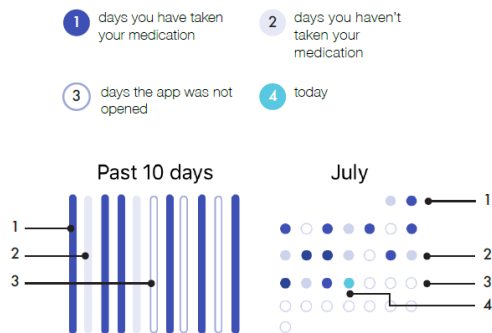 1 days you have taken
your medication
2 days you haven't
taken your
medication
3 days the app was not
opened
4 today
Past 10 days
July
1
2
3
1
2
3
4